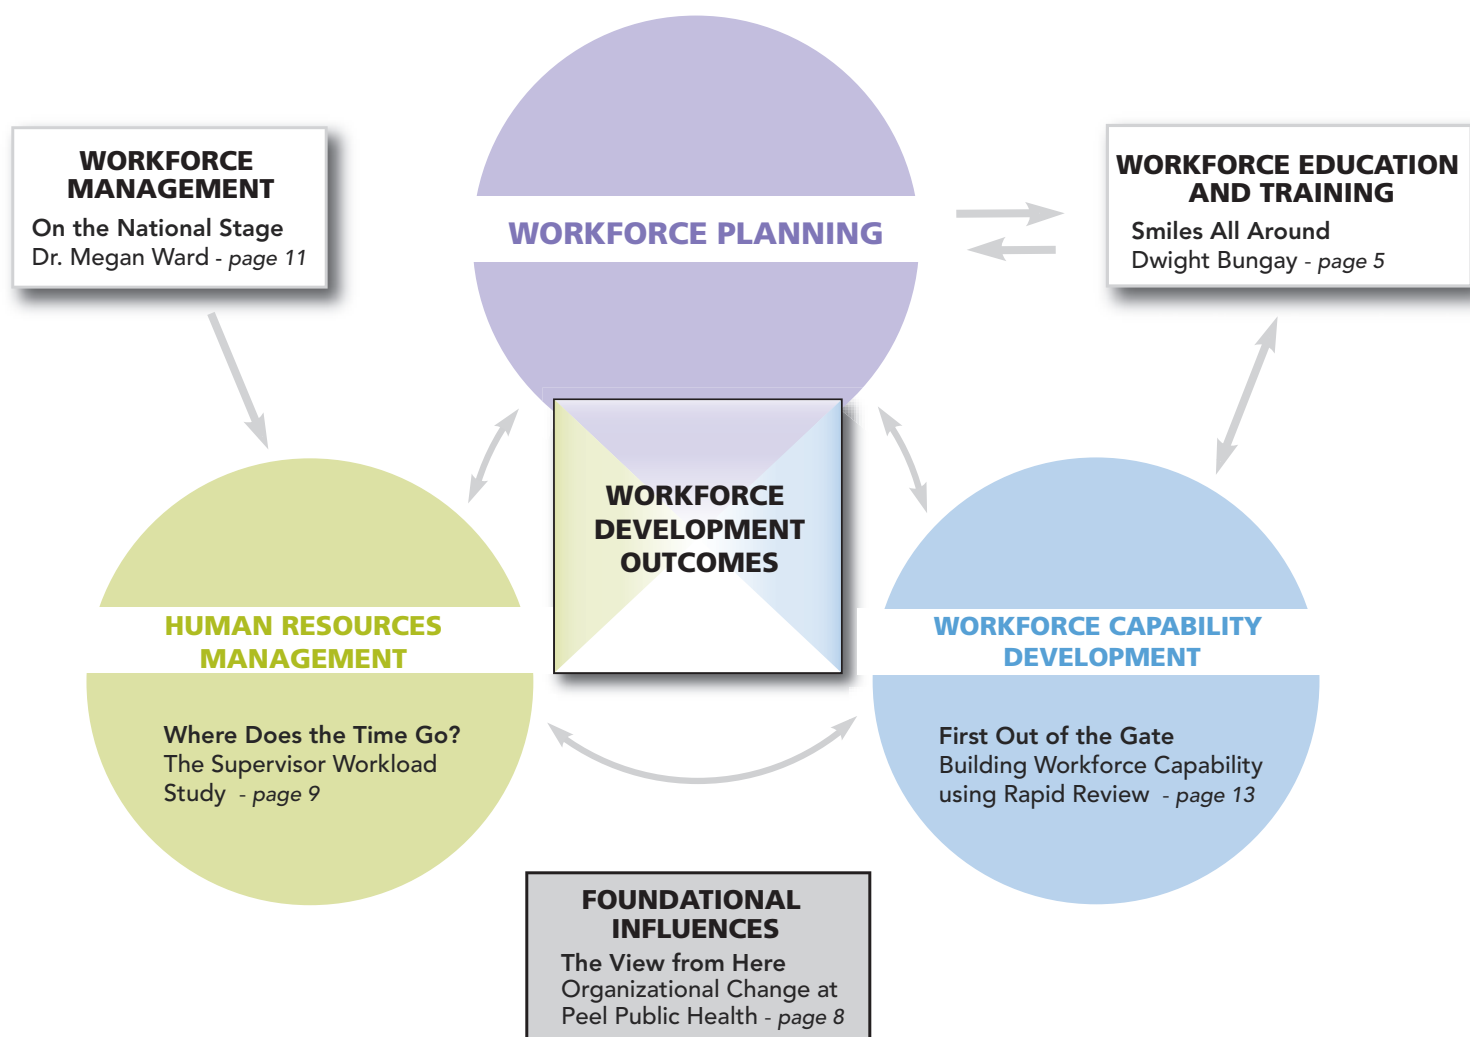 WORKFORCE
MANAGEMENT
On the National Stage
Dr. Megan Ward - page 11
WORKFORCE PLANNING
WORKFORCE EDUCATION
AND TRAINING
Smiles All Around
Dwight Bungay - page 5
WORKFORCE
DEVELOPMENT
OUTCOMES
HUMAN RESOURCES
MANAGEMENT
Where Does the Time Go?
The Supervisor Workload
Study - page 9
WORKFORCE CAPABILITY
DEVELOPMENT
First Out of the Gate
Building Workforce Capability
using Rapid Review - page 13
FOUNDATIONAL
INFLUENCES
The View from Here
Organizational Change at
Peel Public Health - page 8